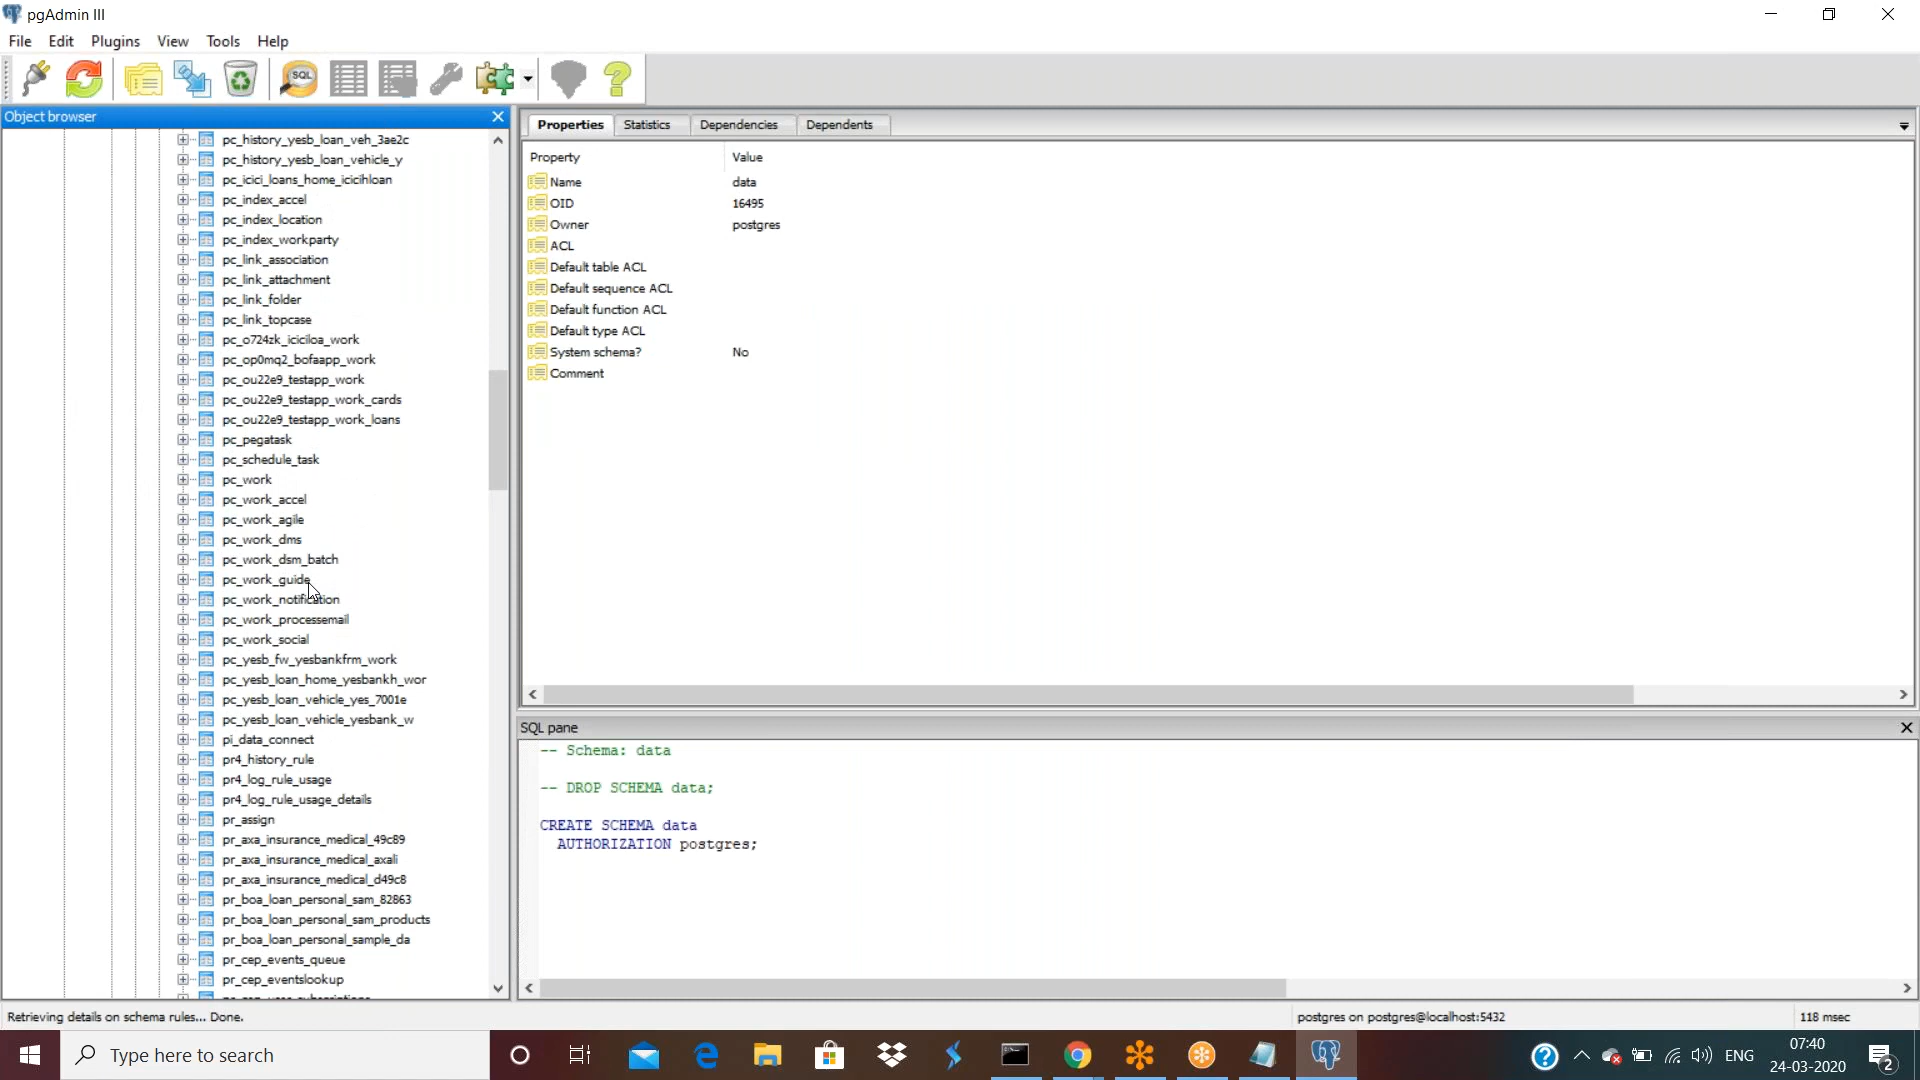 pgAdmin III
File Edit Plugins View Tools Help
SQL
Object browser
pc_history_yesb_loan_veh_3ae2c
pc_history_yesb_loan_vehicle_y
pc_icici_loans_home_icicihloan
pc_index_accel
pc_index_location
pc_index_workparty
pc_link_association
pc_link_attachment
pc_link_folder
pc_link_topcase
pc_o724zk_iciciloa_work
pc_op0mq2_bofaapp_work
pc_ou22e9_testapp_work
pc_ou22e9_testapp_work_cards
pc_ou22e9_testapp_work_loans
pc_pegatask
pc_schedule_task
pc_work
pc_work_accel
pc_work_agile
pc_work_dms
pc_work_dsm_batch
pc_work_guide
pc_work_notification
pc_work_processemail
pc_work_social
pc_yesb_fw_yesbankfrm_work
pc_yesb_loan_home_yesbankh_wor
pc_yesb_loan_vehicle_yes_7001e
pc_yesb_loan_vehicle_yesbank_w
pi_data_connect
pr4_history_rule
pr4_log_rule_usage
pr4_log_rule_usage_details
pr_assign
pr_axa_insurance_medical_49c89
pr_axa_insurance_medical_axali
pr_axa_insurance_medical_d49c8
pr_boa_loan_personal_sam_82863
pr_boa_loan_personal_sam_products
pr_boa_loan_personal_sample_da
pr_cep_events_queue
pr_cep_eventslookup
Properties Statistics Dependencies Dependents
Property Value
Name data
OID 16495
Owner postgres
ACL
Default table ACL
Default sequence ACL
Default function ACL
Default type ACL
System schema? No
Comment
SQL pane
-- Schema: data
-- DROP SCHEMA data;
CREATE SCHEMA data
AUTHORIZATION postgres;
Retrieving details on schema rules... Done.
postgres on postgres@localhost:5432
118 msec
Type here to search
ENG
07:40
24-03-2020
2